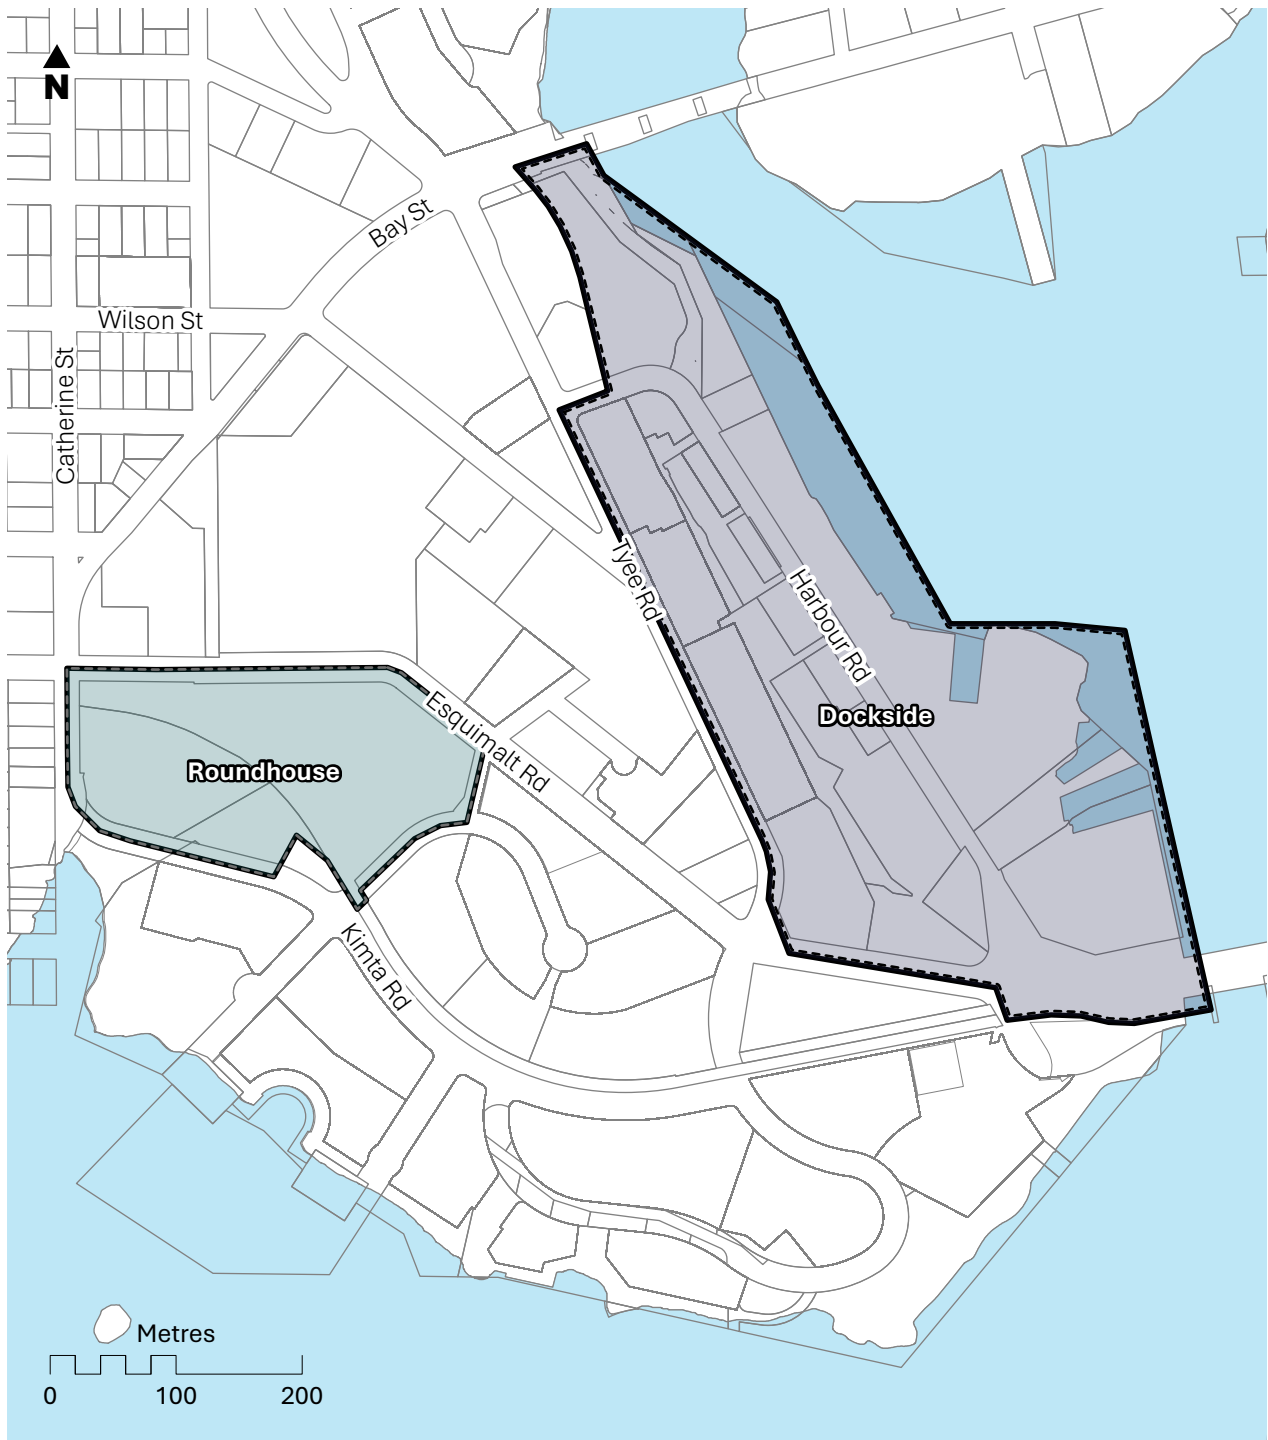 N
Bay St
Wilson St
Catherine St
Tyee Rd
Harbour Rd
Dockside
Esquimalt Rd
Roundhouse
Kimta Rd
Metres
0 100 200